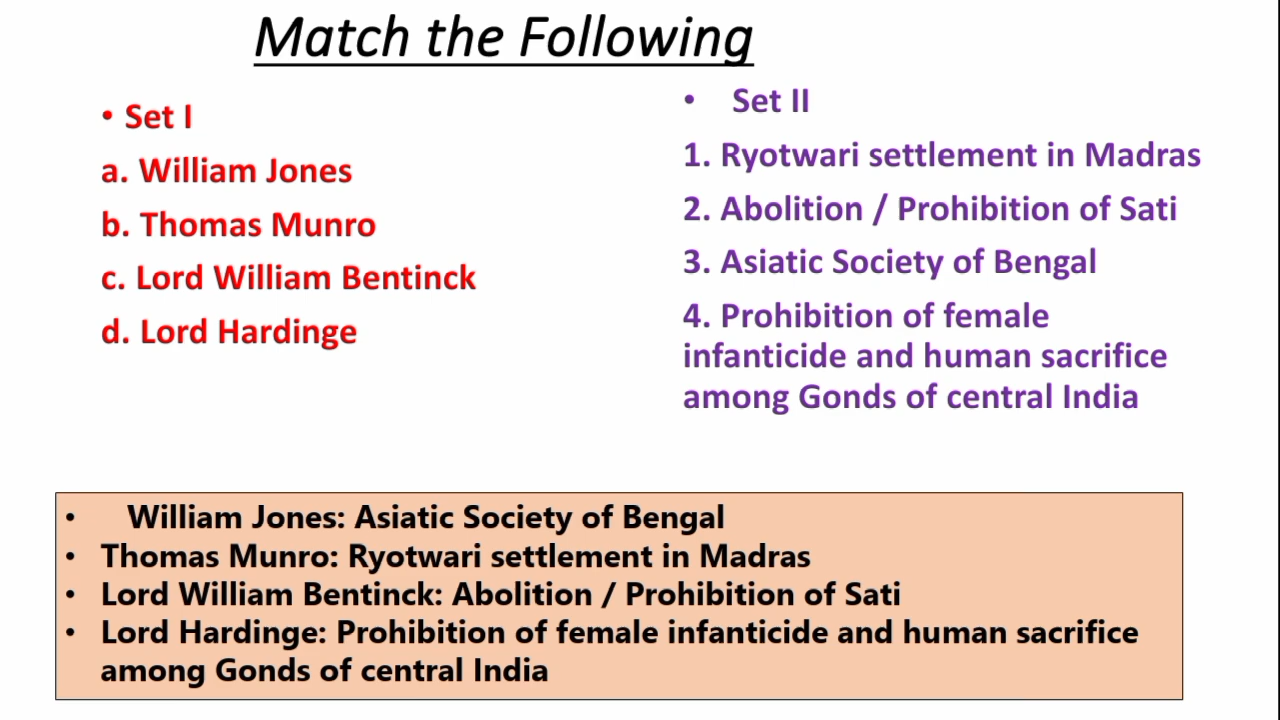 Match the Following
• Set I
a. William Jones
b. Thomas Munro
c. Lord William Bentinck
d. Lord Hardinge
• Set II
1. Ryotwari settlement in Madras
2. Abolition / Prohibition of Sati
3. Asiatic Society of Bengal
4. Prohibition of female
infanticide and human sacrifice
among Gonds of central India
• William Jones: Asiatic Society of Bengal
• Thomas Munro: Ryotwari settlement in Madras
• Lord William Bentinck: Abolition / Prohibition of Sati
• Lord Hardinge: Prohibition of female infanticide and human sacrifice
among Gonds of central India